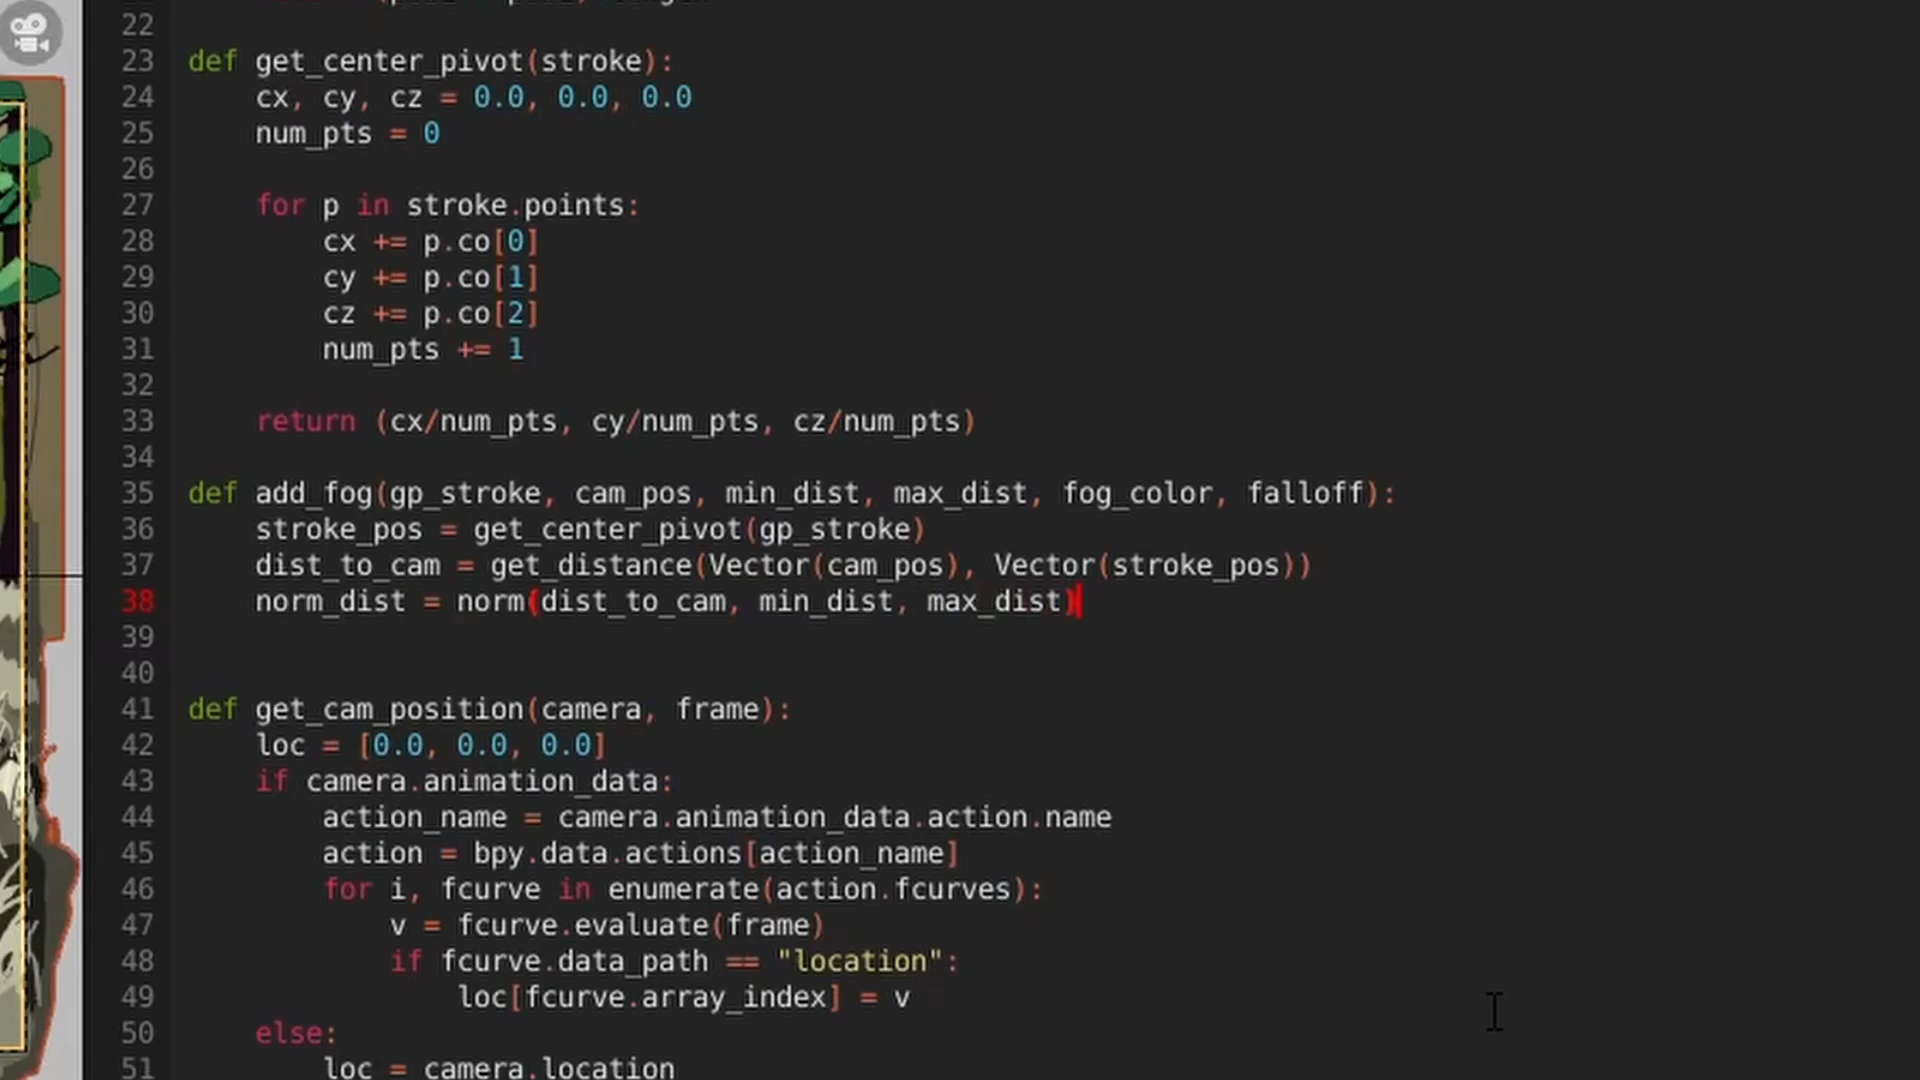 22
23 def get_center_pivot(stroke):
24 cx, cy, cz = 0.0, 0.0, 0.0
25 num_pts = 0
26
27 for p in stroke.points:
28 cx += p.co[0]
29 cy += p.co[1]
30 cz += p.co[2]
31 num_pts += 1
32
33 return (cx/num_pts, cy/num_pts, cz/num_pts)
34
35 def add_fog(gp_stroke, cam_pos, min_dist, max_dist, fog_color, falloff):
36 stroke_pos = get_center_pivot(gp_stroke)
37 dist_to_cam = get_distance(Vector(cam_pos), Vector(stroke_pos))
38 norm_dist = norm(dist_to_cam, min_dist, max_dist)
39
40
41 def get_cam_position(camera, frame):
42 loc = [0.0, 0.0, 0.0]
43 if camera.animation_data:
44 action_name = camera.animation_data.action.name
45 action = bpy.data.actions[action_name]
46 for i, fcurve in enumerate(action.fcurves):
47 v = fcurve.evaluate(frame)
48 if fcurve.data_path == "location":
49 loc[fcurve.array_index] = v
50 else:
51 loc = camera.location